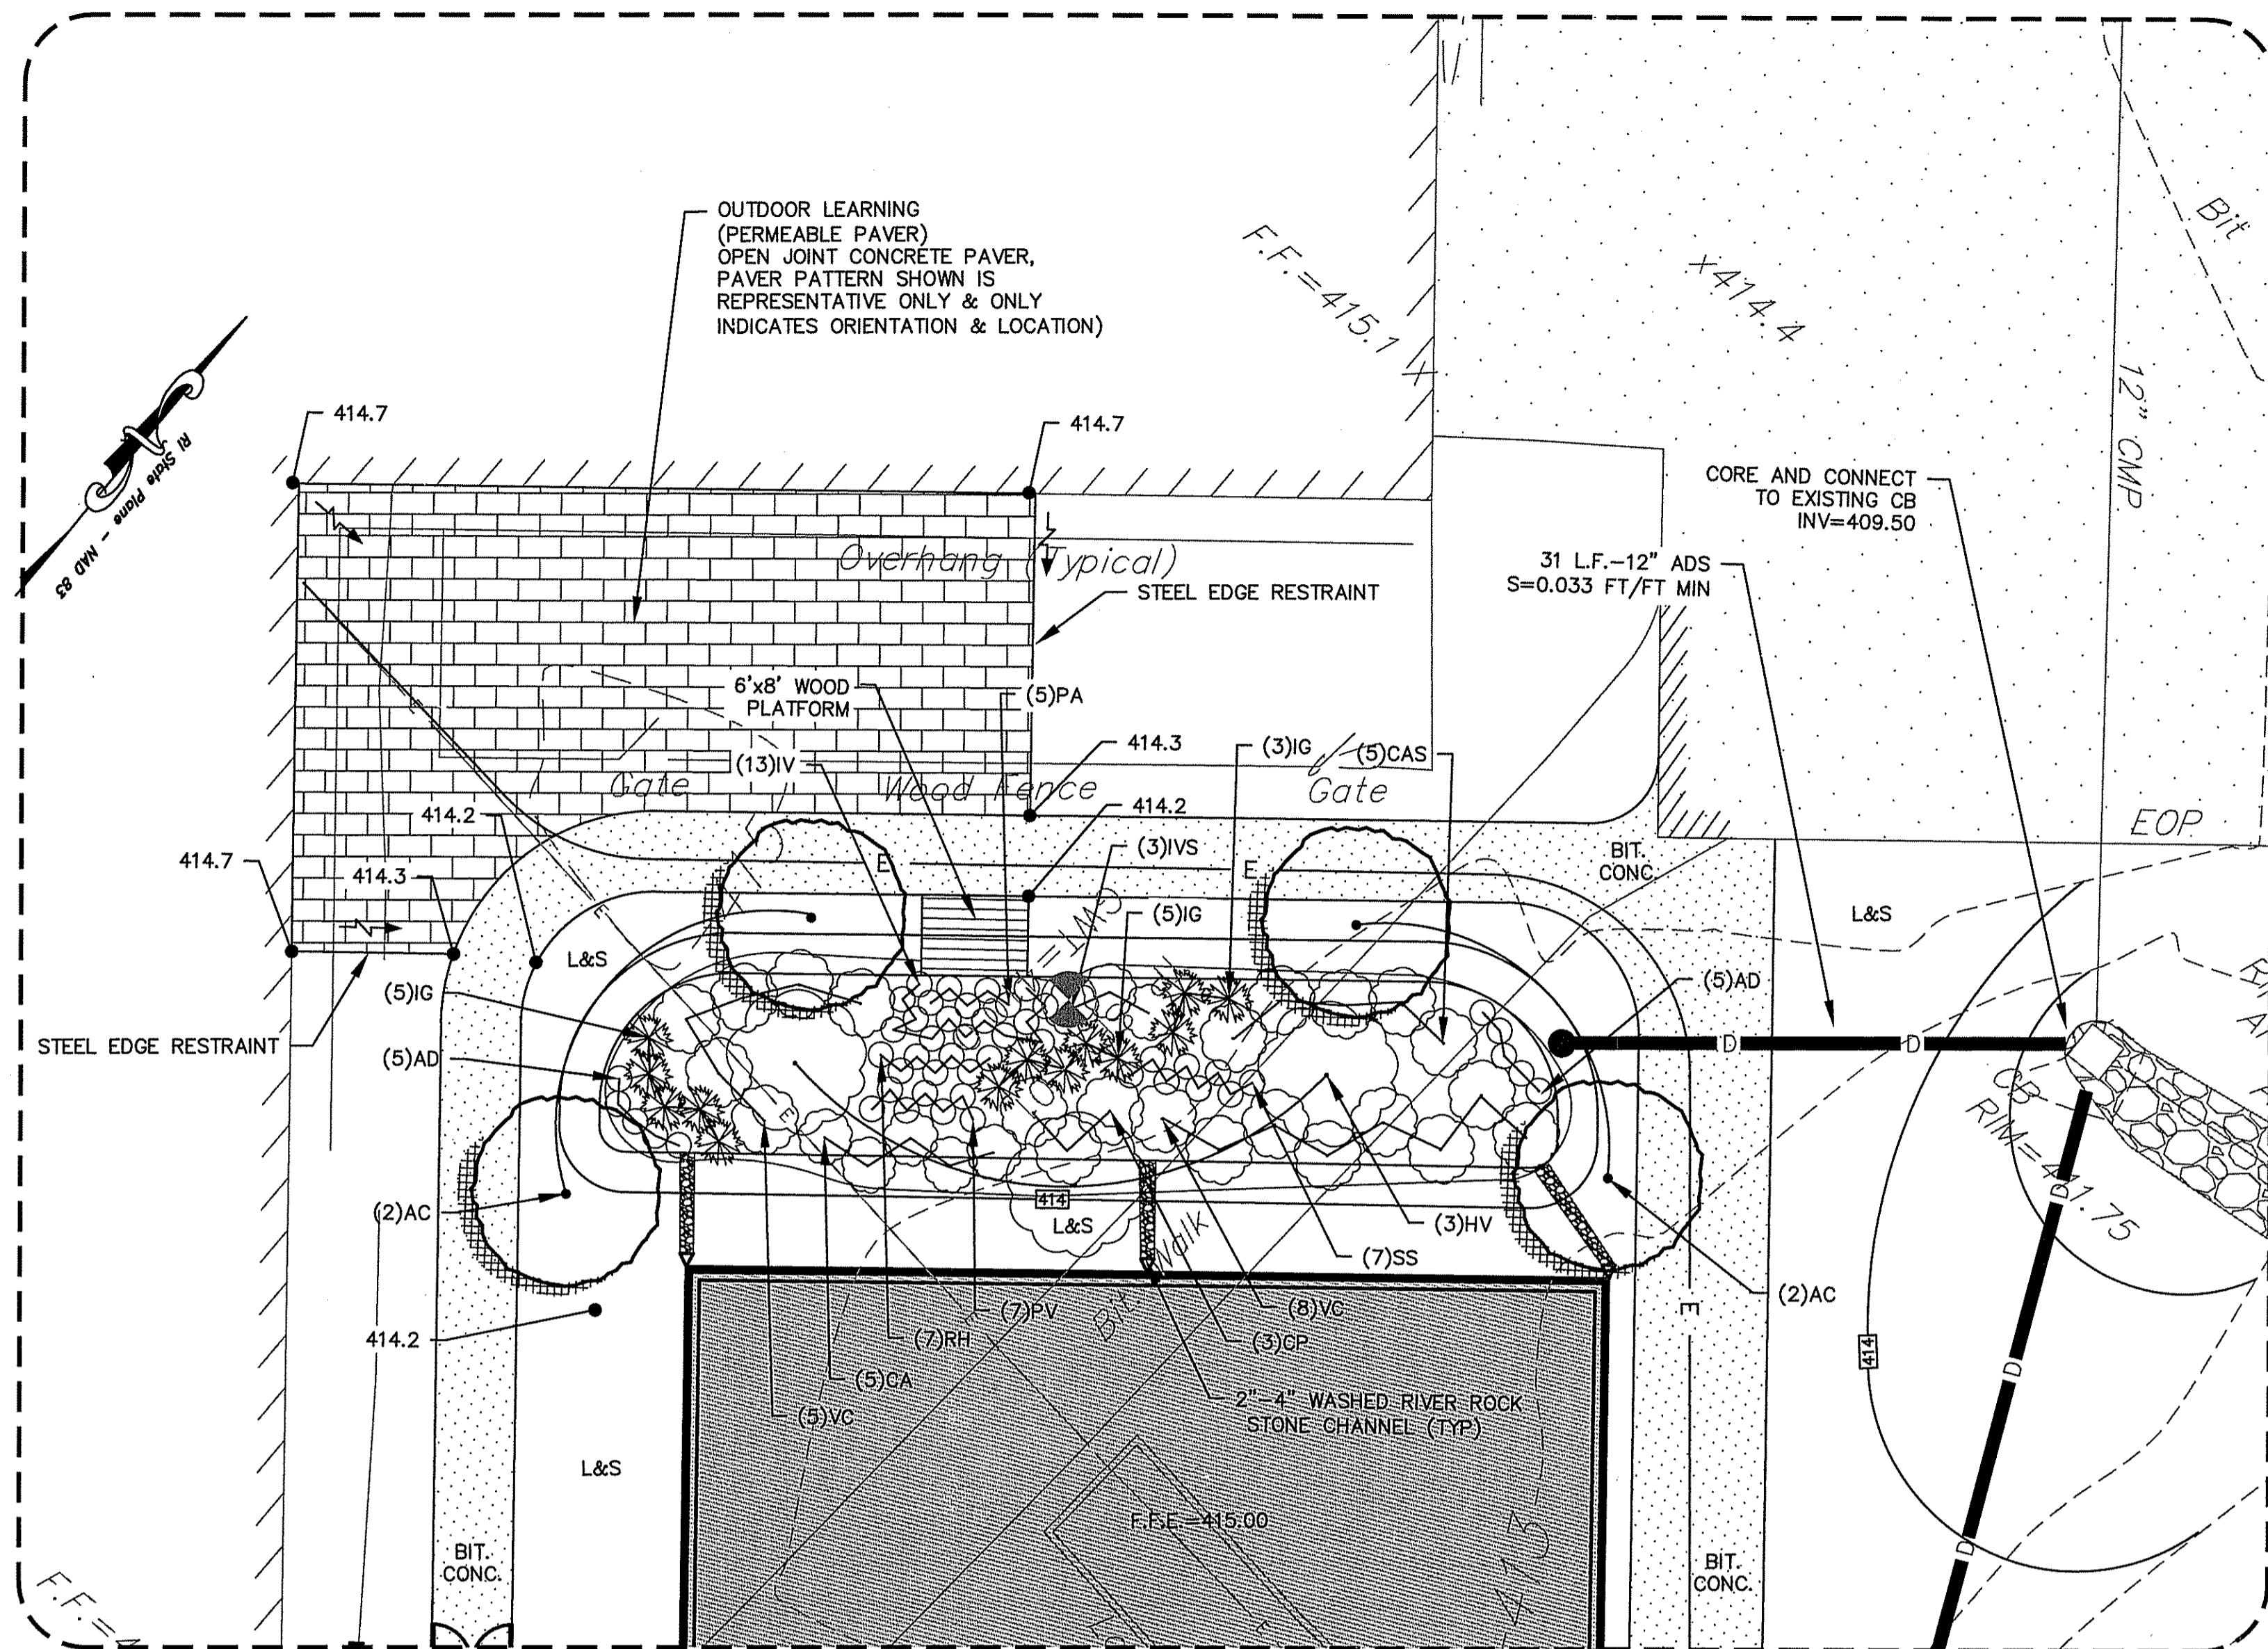 OUTDOOR LEARNING
(PERMEABLE PAVER)
OPEN JOINT CONCRETE PAVER,
PAVER PATTERN SHOWN IS
REPRESENTATIVE ONLY & ONLY
INDICATES ORIENTATION & LOCATION)
F.F.=415.1
×414.4
Bit
12" CMP
RI State Plane - NAD 83
414.7
414.7
CORE AND CONNECT
TO EXISTING CB
INV=409.50
31 L.F.-12" ADS
S=0.033 FT/FT MIN
Overhang (Typical)
STEEL EDGE RESTRAINT
6'x8' WOOD
PLATFORM
(5)PA
(13)IV
414.3
(3)IG
(5)CAS
Gate
Wood Fence
Gate
414.2
414.2
EOP
414.7
414.3
(3)IVS
E
E
BIT.
CONC.
(5)IG
L&S
L&S
E
(5)IG
(5)AD
STEEL EDGE RESTRAINT
(5)AD
D
D
E
CB
RIM=411.75
(2)AC
414
L&S
Walk
(3)HV
(7)SS
D
(2)AC
E
414.2
(7)PV
(8)VC
Bit
(7)RH
(3)CP
414
D
(5)CA
(5)VC
2"-4" WASHED RIVER ROCK
STONE CHANNEL (TYP)
L&S
F.F.E.=415.00
413
D
BIT.
CONC.
BIT.
CONC.
F.F.=4
E